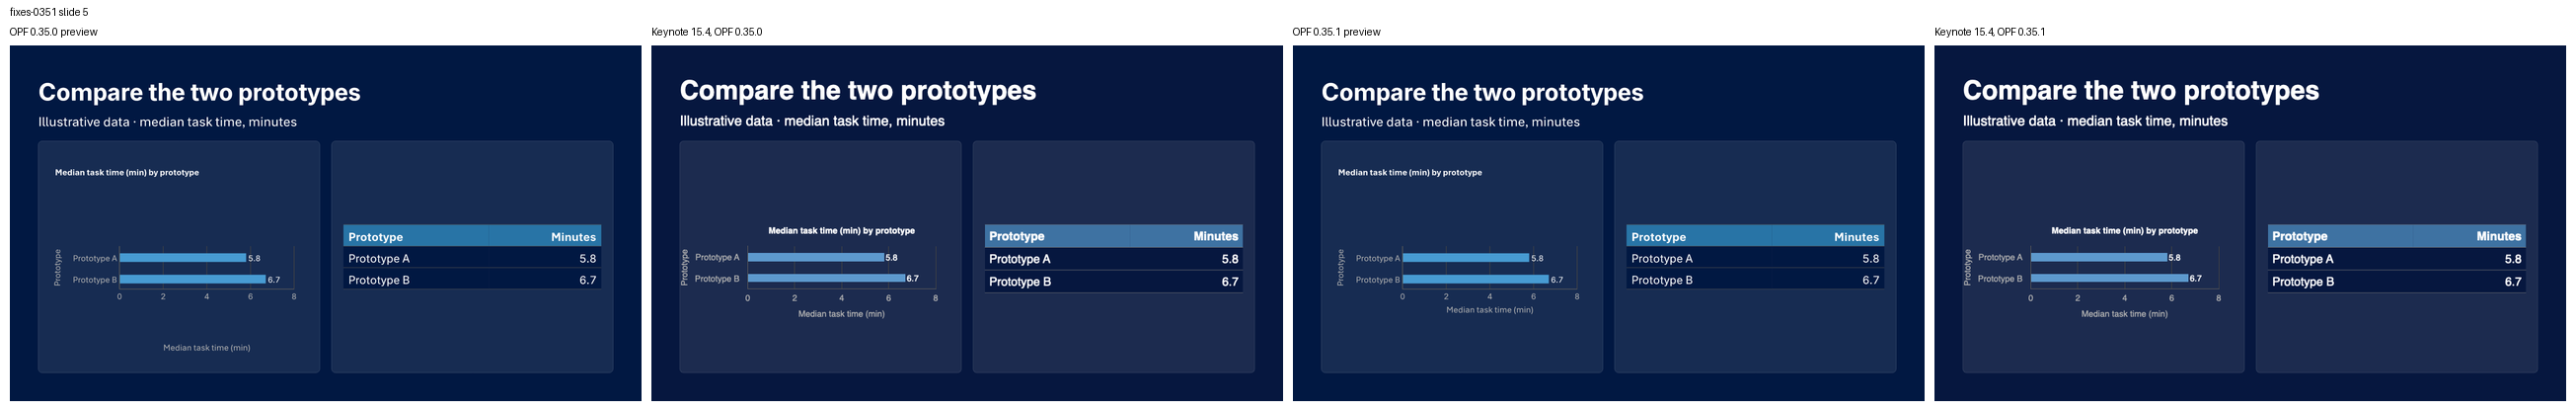 fixes-0351 slide 5
OPF 0.35.0 preview
Compare the two prototypes
Illustrative data · median task time, minutes
Median task time (min) by prototype
Prototype
Prototype A
5.8
Prototype B
6.7
0 2 4 6 8
Median task time (min)
Prototype Minutes
Prototype A 5.8
Prototype B 6.7
Keynote 15.4, OPF 0.35.0
Compare the two prototypes
Illustrative data · median task time, minutes
Median task time (min) by prototype
Prototype
Prototype A
5.8
Prototype B
6.7
0 2 4 6 8
Median task time (min)
Prototype Minutes
Prototype A 5.8
Prototype B 6.7
OPF 0.35.1 preview
Compare the two prototypes
Illustrative data · median task time, minutes
Median task time (min) by prototype
Prototype
Prototype A
5.8
Prototype B
6.7
0 2 4 6 8
Median task time (min)
Prototype Minutes
Prototype A 5.8
Prototype B 6.7
Keynote 15.4, OPF 0.35.1
Compare the two prototypes
Illustrative data · median task time, minutes
Median task time (min) by prototype
Prototype
Prototype A
5.8
Prototype B
6.7
0 2 4 6 8
Median task time (min)
Prototype Minutes
Prototype A 5.8
Prototype B 6.7